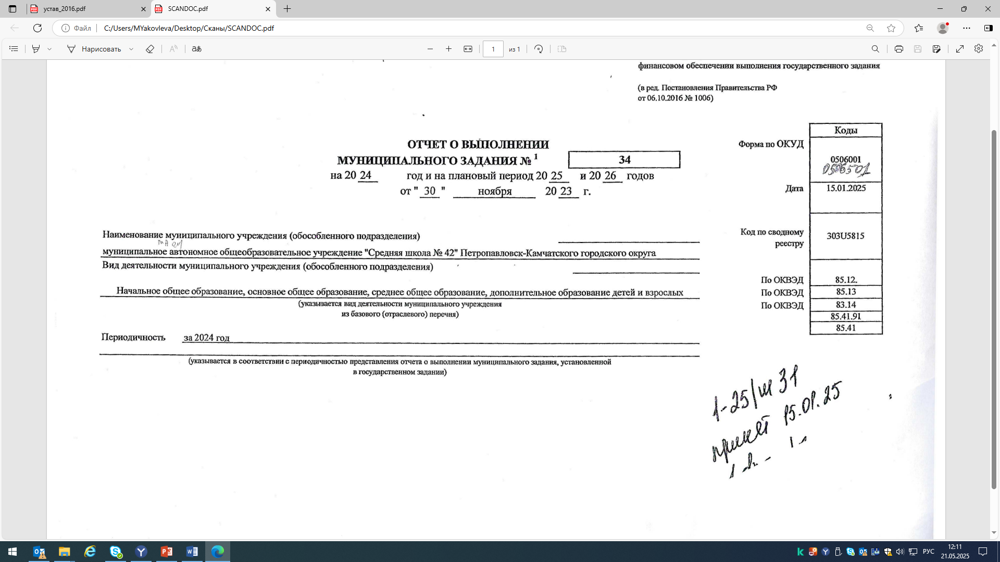 устав_2016.pdf
SCANDOC.pdf
Файл
C:/Users/MYakovleva/Desktop/Сканы/SCANDOC.pdf
Нарисовать
аあ
1 из 1
финансовом обеспечении выполнения государственного задания
(в ред. Постановления Правительства РФ
от 06.10.2016 № 1006)
Коды
ОТЧЕТ О ВЫПОЛНЕНИИ
Форма по ОКУД
МУНИЦИПАЛЬНОГО ЗАДАНИЯ № 1 34
0506001
0506501
на 20 24 год и на плановый период 20 25 и 20 26 годов
от " 30 " ноября 20 23 г.
Дата 15.01.2025
Наименование муниципального учреждения (обособленного подразделения)
Код по сводному
реестру
303U5815
муниципальное автономное общеобразовательное учреждение "Средняя школа № 42" Петропавловск-Камчатского городского округа
Вид деятельности муниципального учреждения (обособленного подразделения)
По ОКВЭД 85.12.
Начальное общее образование, основное общее образование, среднее общее образование, дополнительное образование детей и взрослых
По ОКВЭД 85.13
(указывается вид деятельности муниципального учреждения
По ОКВЭД 83.14
из базового (отраслевого) перечня)
85.41.91
85.41
Периодичность за 2024 год
(указывается в соответствии с периодичностью представления отчета о выполнении муниципального задания, установленной
в государственном задании)
1-25/ш 31
15.01.25
РУС
12:11
21.05.2025